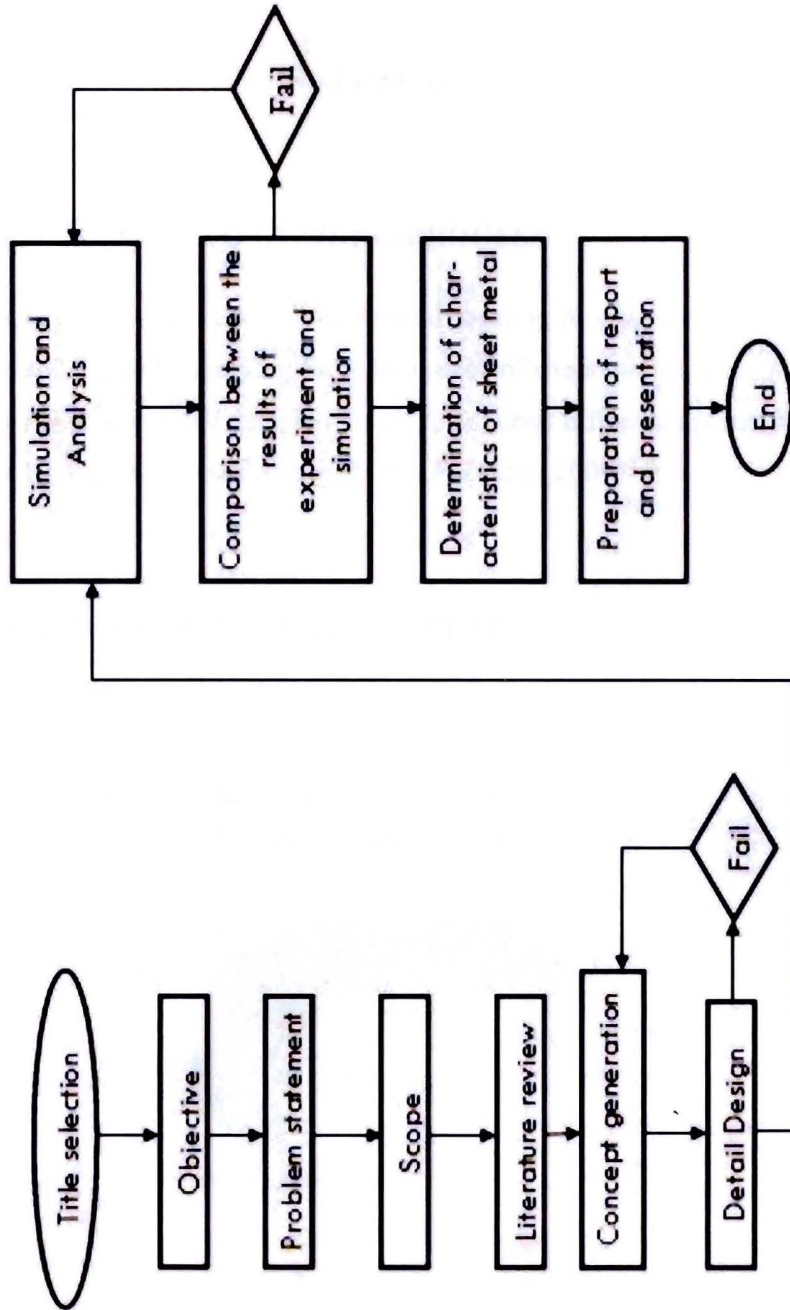 Title selection
Objective
Problem statement
Scope
Literature review
Concept generation
Detail Design
Fail
Simulation and
Analysis
Comparison between the
results of
experiment and
simulation
Fail
Determination of char-
acteristics of sheet metal
Preparation of report
and presentation
End